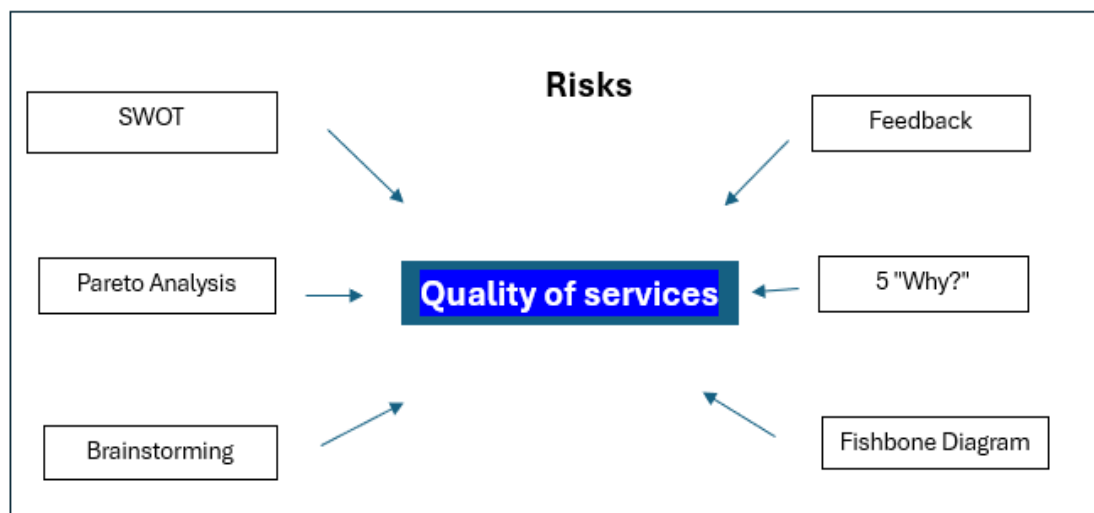 Risks
SWOT
Feedback
Pareto Analysis
Quality of services
5 "Why?"
Brainstorming
Fishbone Diagram